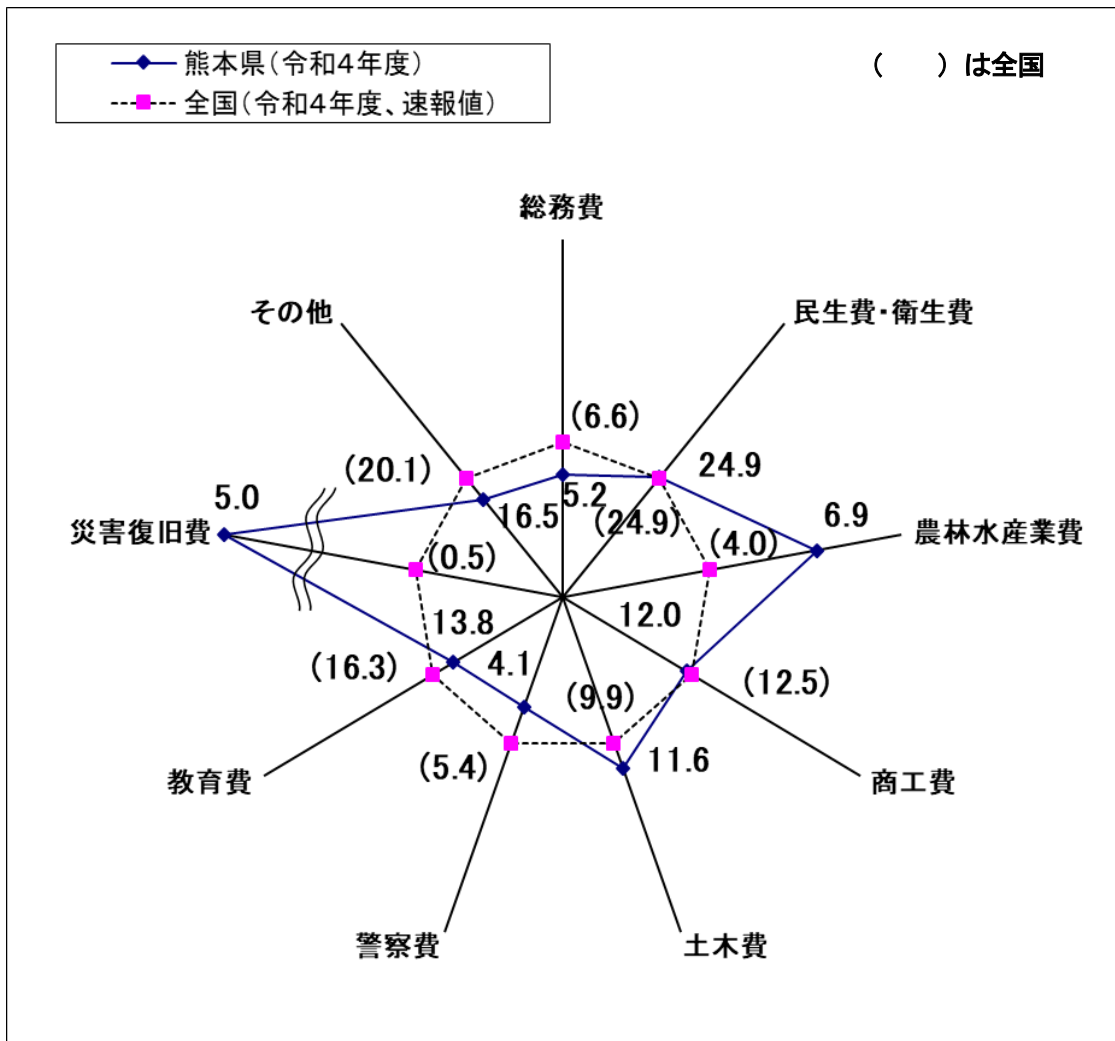 熊本県(令和4年度)
全国(令和4年度、速報値)
( )は全国
総務費
その他
民生費・衛生費
(6.6)
(20.1)
24.9
5.0
5.2
16.5
(24.9)
6.9
災害復旧費
農林水産業費
(0.5)
(4.0)
13.8
12.0
4.1
(16.3)
(12.5)
(9.9)
(5.4)
11.6
教育費
商工費
警察費
土木費